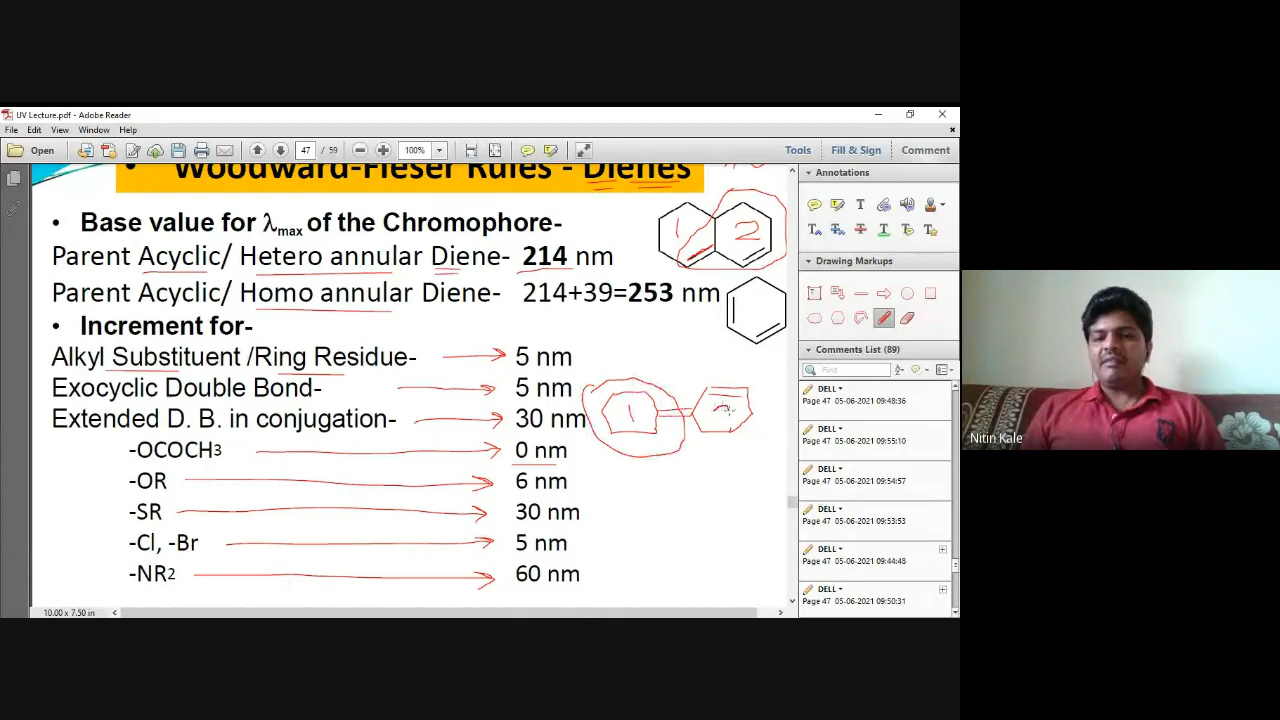 UV Lecture.pdf - Adobe Reader
File Edit View Window Help
Open 47 / 59 100% Tools Fill & Sign Comment
• Woodward-Fieser Rules - Dienes
• Base value for λmax of the Chromophore-
Parent Acyclic/ Hetero annular Diene- 214 nm
Parent Acyclic/ Homo annular Diene- 214+39=253 nm
• Increment for-
Alkyl Substituent /Ring Residue- 5 nm
Exocyclic Double Bond- 5 nm
Extended D. B. in conjugation- 30 nm
-OCOCH3 0 nm
-OR 6 nm
-SR 30 nm
-Cl, -Br 5 nm
-NR2 60 nm
1 2
1
10.00 x 7.50 in
Annotations
Drawing Markups
Comments List (89)
Find
DELL
Page 47 05-06-2021 09:48:36
DELL
Page 47 05-06-2021 09:55:10
DELL
Page 47 05-06-2021 09:54:57
DELL
Page 47 05-06-2021 09:53:53
DELL
Page 47 05-06-2021 09:44:48
DELL
Page 47 05-06-2021 09:50:31
Nitin Kale